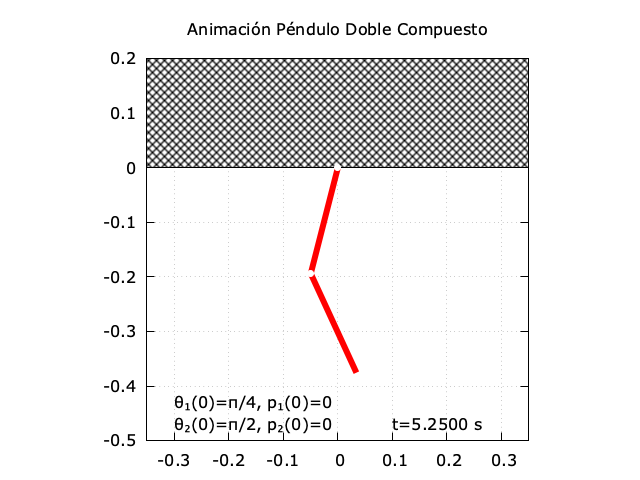 Animación Péndulo Doble Compuesto
0.2
0.1
0
-0.1
-0.2
-0.3
-0.4
-0.5
θ₁(0)=π/4, p₁(0)=0
θ₂(0)=π/2, p₂(0)=0
t=5.2500 s
-0.3 -0.2 -0.1 0 0.1 0.2 0.3